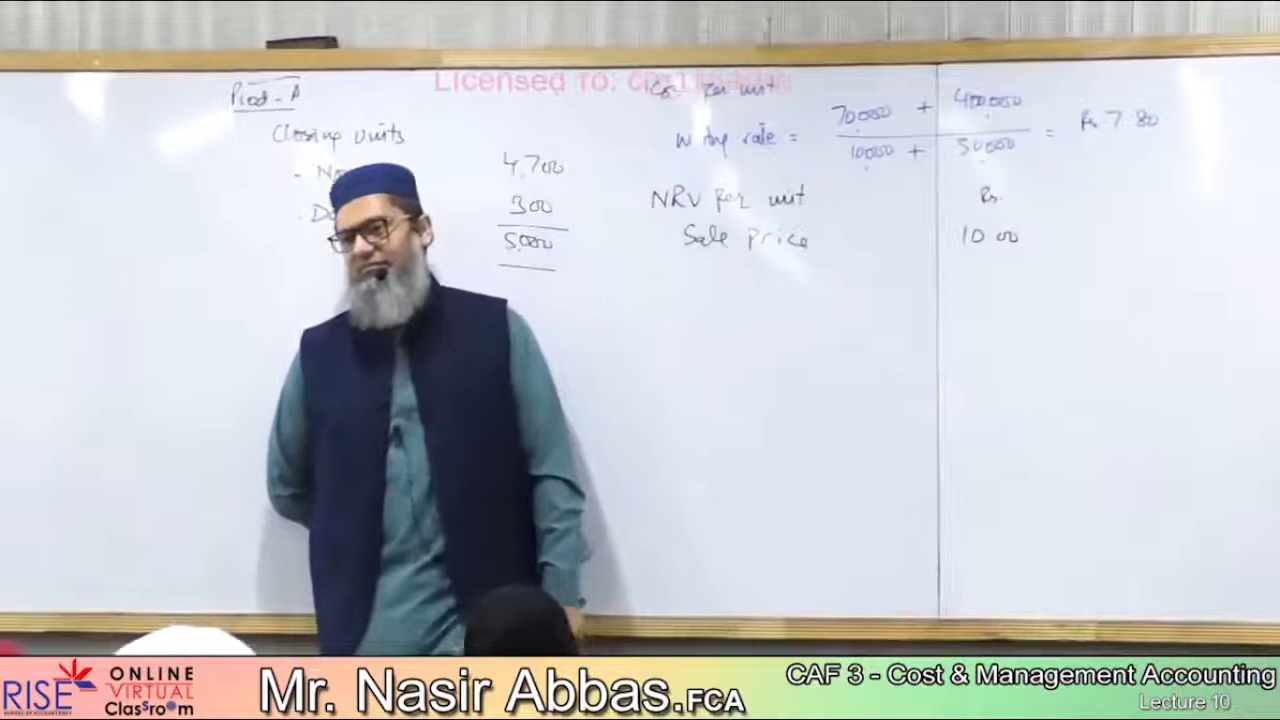 Licensed To:
Prod-A
Closing units
4,700
300
5,000
per unit
w avg rate = 70,000 + 400,000
10,000 + 50,000
= Rs 7.80
NRV per unit
Rs.
Sale price
10.00
RISE
ONLINE
VIRTUAL
Classroom
Mr. Nasir Abbas.FCA
CAF 3 - Cost & Management Accounting
Lecture 10